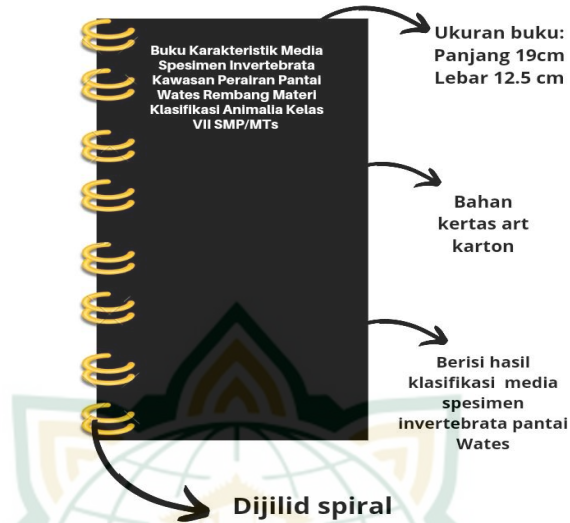 Buku Karakteristik Media
Spesimen Invertebrata
Kawasan Perairan Pantai
Wates Rembang Materi
Klasifikasi Animalia Kelas
VII SMP/MTs
Ukuran buku:
Panjang 19cm
Lebar 12.5 cm
Bahan
kertas art
karton
Berisi hasil
klasifikasi media
spesimen
invertebrata pantai
Wates
Dijilid spiral